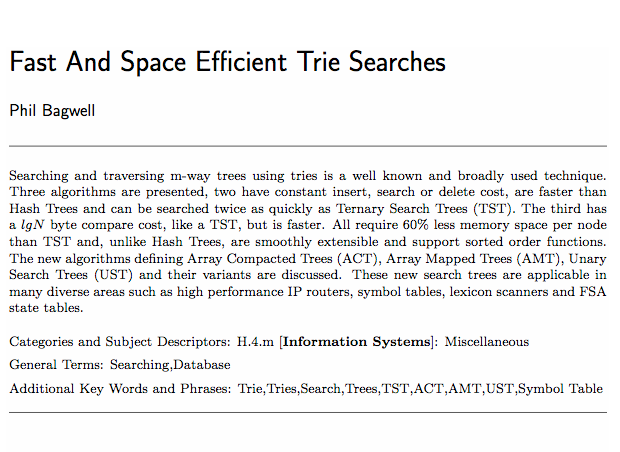 Fast And Space Efficient Trie Searches
Phil Bagwell
Searching and traversing m-way trees using tries is a well known and broadly used technique.
Three algorithms are presented, two have constant insert, search or delete cost, are faster than
Hash Trees and can be searched twice as quickly as Ternary Search Trees (TST). The third has
a lgN byte compare cost, like a TST, but is faster. All require 60% less memory space per node
than TST and, unlike Hash Trees, are smoothly extensible and support sorted order functions.
The new algorithms defining Array Compacted Trees (ACT), Array Mapped Trees (AMT), Unary
Search Trees (UST) and their variants are discussed. These new search trees are applicable in
many diverse areas such as high performance IP routers, symbol tables, lexicon scanners and FSA
state tables.
Categories and Subject Descriptors: H.4.m [Information Systems]: Miscellaneous
General Terms: Searching,Database
Additional Key Words and Phrases: Trie,Tries,Search,Trees,TST,ACT,AMT,UST,Symbol Table